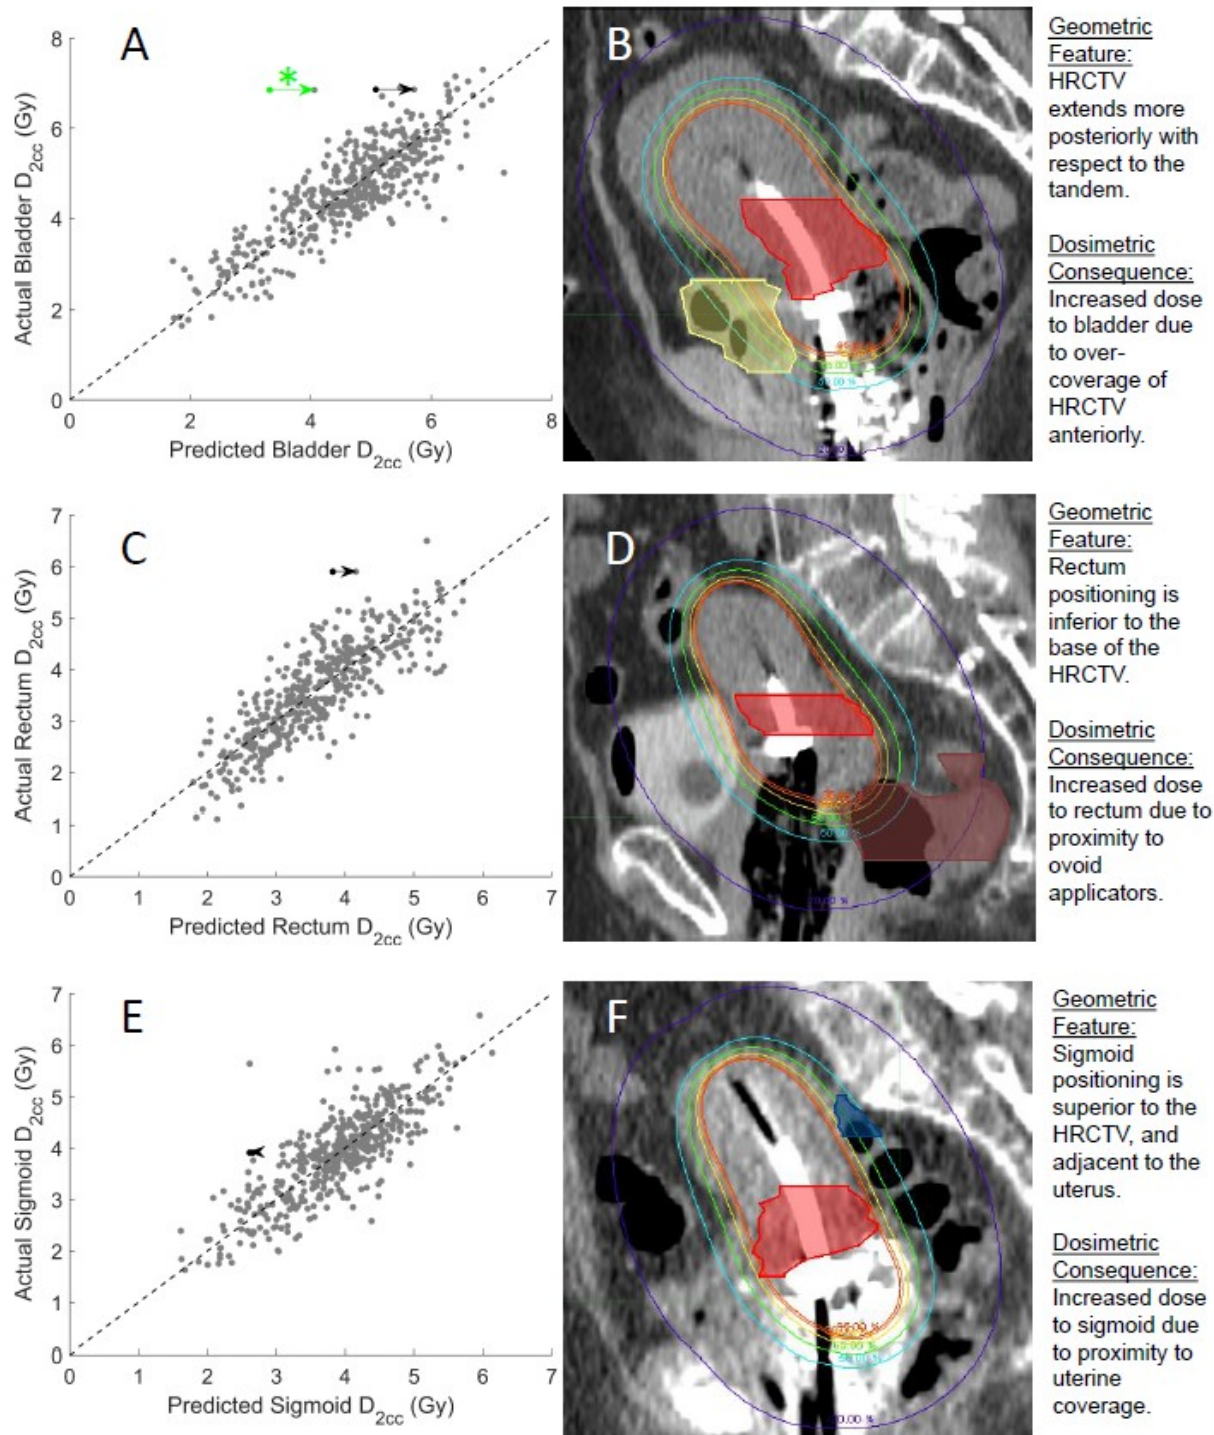 A
8
6
4
2
0
0
2
4
6
8
Actual Bladder D2cc (Gy)
Predicted Bladder D2cc (Gy)
*
B
Geometric
Feature:
HRCTV
extends more
posteriorly with
respect to the
tandem.
Dosimetric
Consequence:
Increased dose
to bladder due
to over-
coverage of
HRCTV
anteriorly.
C
7
6
5
4
3
2
1
0
0
1
2
3
4
5
6
7
Actual Rectum D2cc (Gy)
Predicted Rectum D2cc (Gy)
D
Geometric
Feature:
Rectum
positioning is
inferior to the
base of the
HRCTV.
Dosimetric
Consequence:
Increased dose
to rectum due to
proximity to
ovoid
applicators.
E
7
6
5
4
3
2
1
0
0
1
2
3
4
5
6
7
Actual Sigmoid D2cc (Gy)
Predicted Sigmoid D2cc (Gy)
F
Geometric
Feature:
Sigmoid
positioning is
superior to the
HRCTV, and
adjacent to the
uterus.
Dosimetric
Consequence:
Increased dose
to sigmoid due
to proximity to
uterine
coverage.